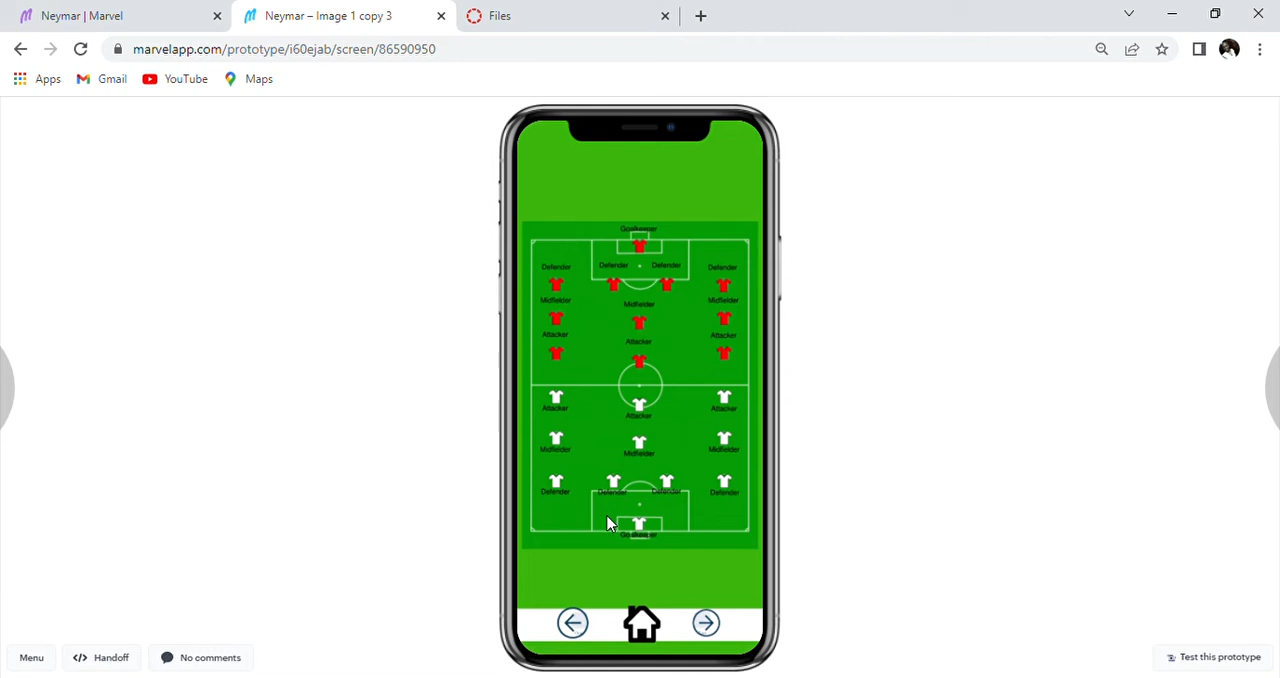 Neymar | Marvel
Neymar – Image 1 copy 3
Files
marvelapp.com/prototype/i60ejab/screen/86590950
Apps Gmail YouTube Maps
Goalkeeper
Defender Defender Defender Defender
Midfielder Midfielder Midfielder
Attacker Attacker Attacker
Attacker Attacker Attacker
Midfielder Midfielder Midfielder
Defender Defender Defender Defender
Goalkeeper
Menu Handoff No comments Test this prototype